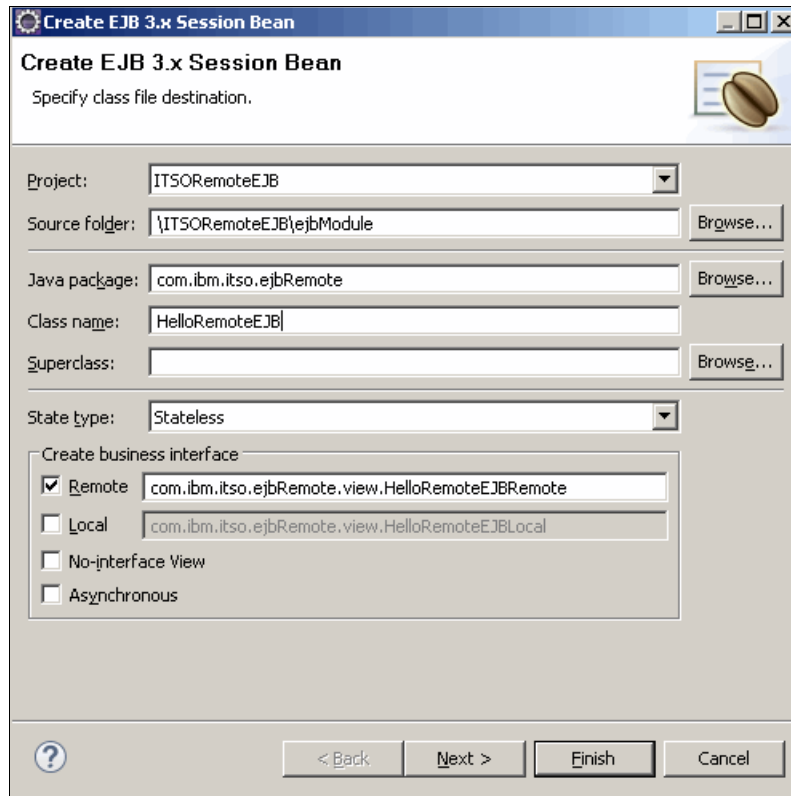 Create EJB 3.x Session Bean
Create EJB 3.x Session Bean
Specify class file destination.
Project: ITSORemoteEJB
Source folder: \ITSORemoteEJB\ejbModule Browse...
Java package: com.ibm.itso.ejbRemote Browse...
Class name: HelloRemoteEJB
Superclass: Browse...
State type: Stateless
Create business interface
Remote com.ibm.itso.ejbRemote.view.HelloRemoteEJBRemote
Local com.ibm.itso.ejbRemote.view.HelloRemoteEJBLocal
No-interface View
Asynchronous
? < Back Next > Finish Cancel